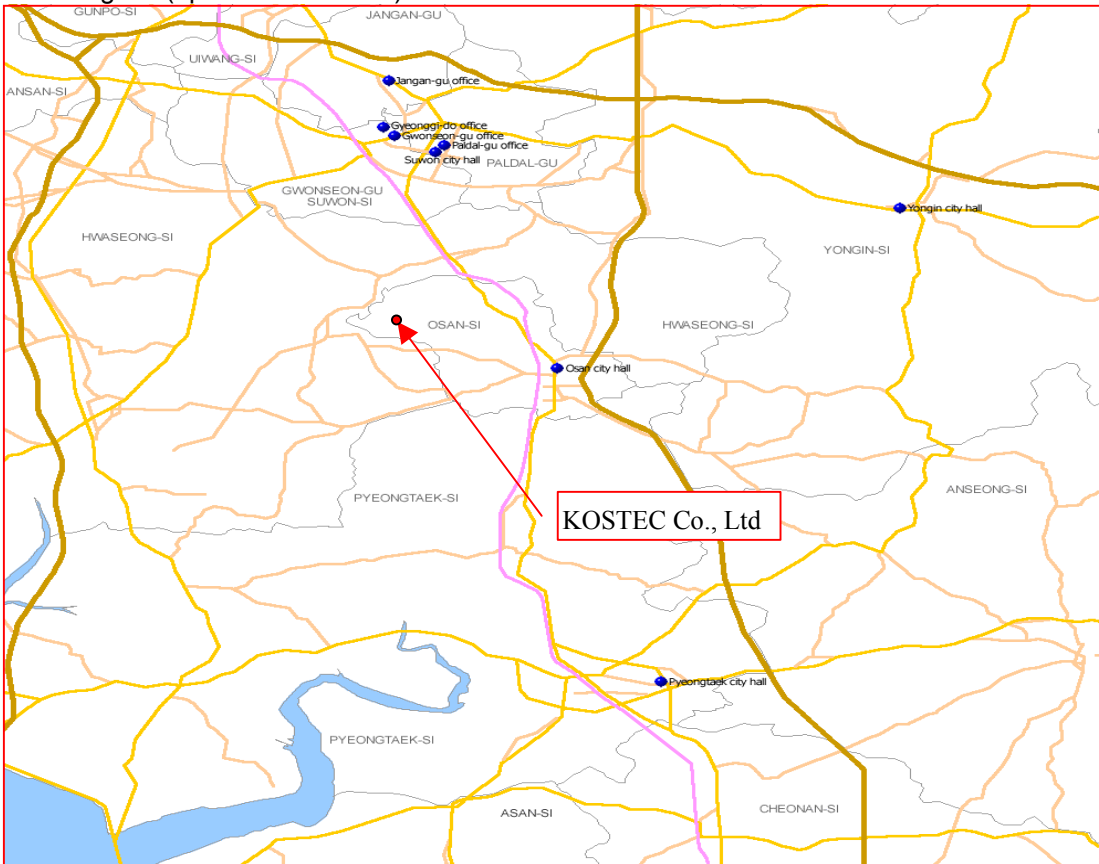 GUNPO-SI
JANGAN-GU
UIWANG-SI
Jangan-gu office
ANSAN-SI
Gyeonggi-do office
Gwonseon-gu office
Paldal-gu office
Suwon city hall
PALDAL-GU
GWONSEON-GU
SUWON-SI
Yongin city hall
HWASEONG-SI
YONGIN-SI
OSAN-SI
HWASEONG-SI
Osan city hall
PYEONGTAEK-SI
ANSEONG-SI
KOSTEC Co., Ltd
Pyeongtaek city hall
PYEONGTAEK-SI
ASAN-SI
CHEONAN-SI